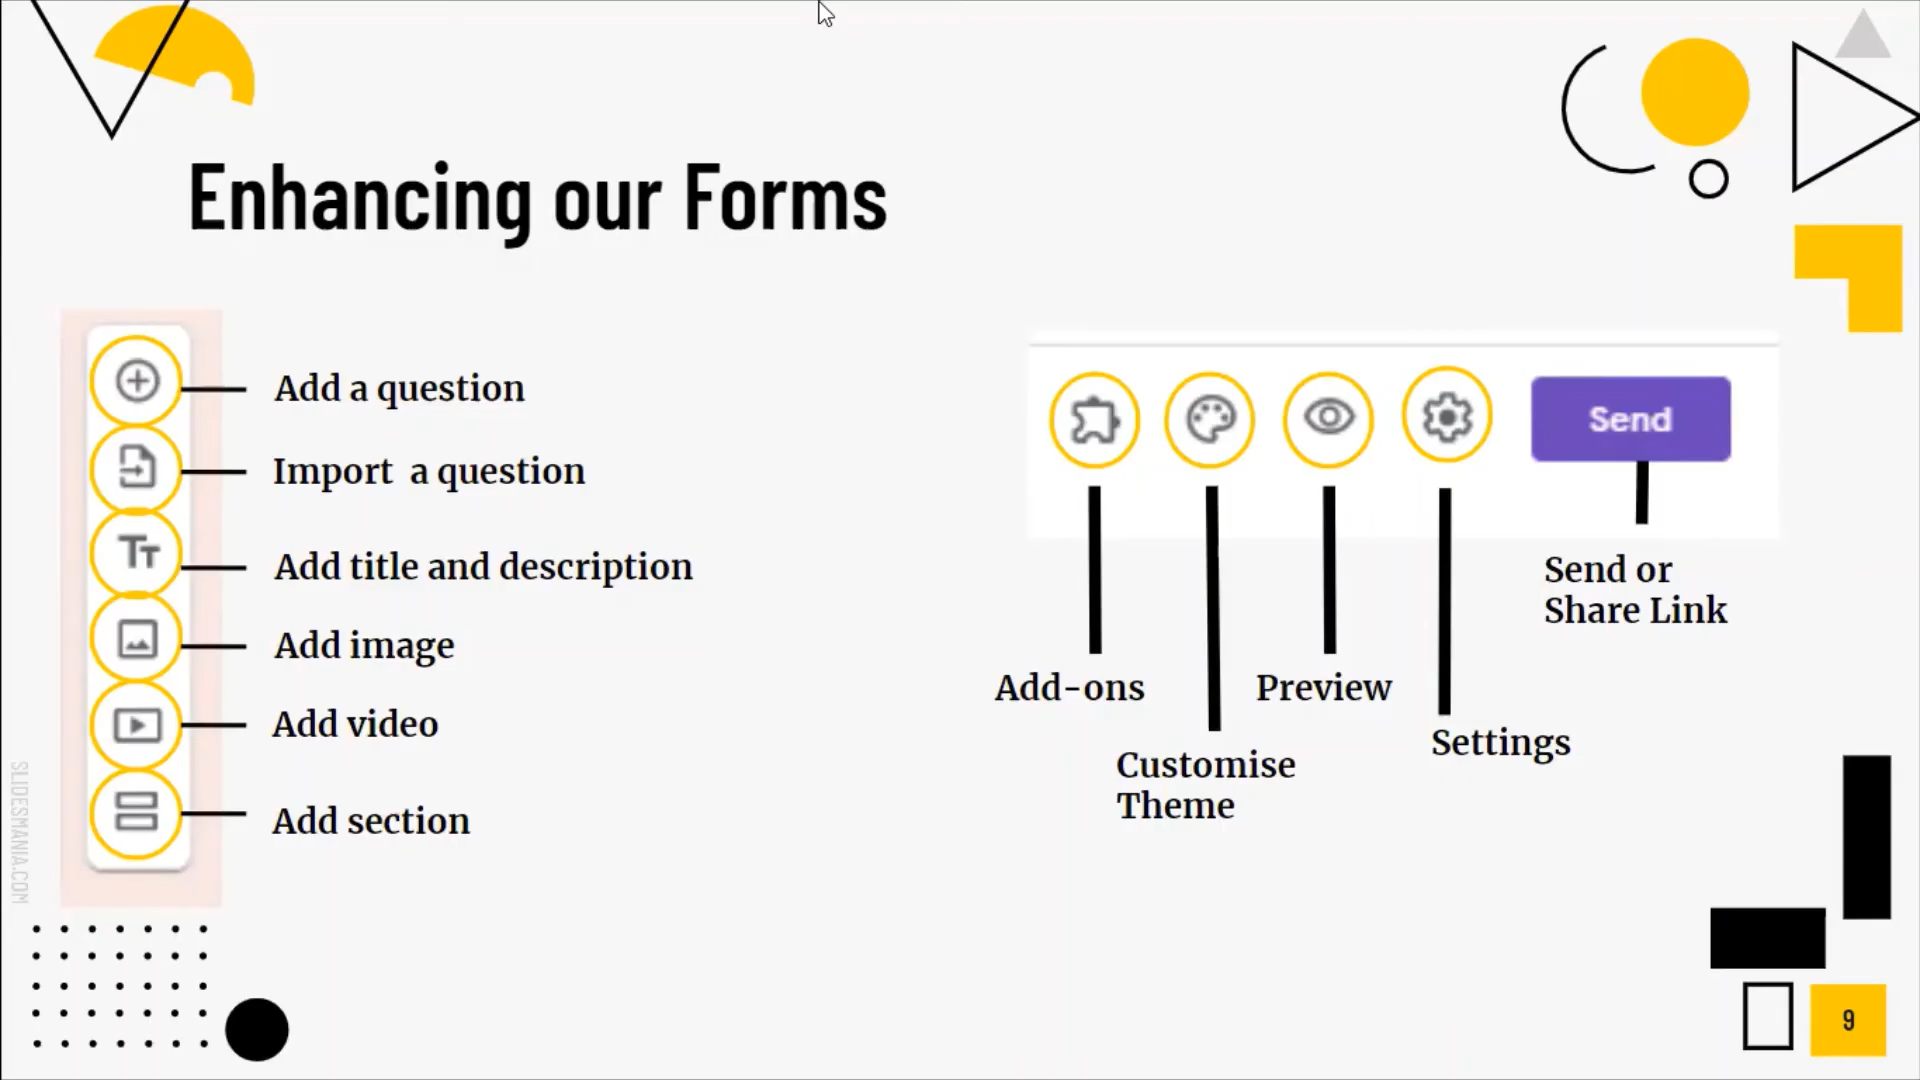 Enhancing our Forms
Add a question
Import a question
Tт
Add title and description
Add image
Add video
Add section
Send
Send or
Share Link
Add-ons
Preview
Settings
Customise
Theme
SLIDESMANIA.COM
9